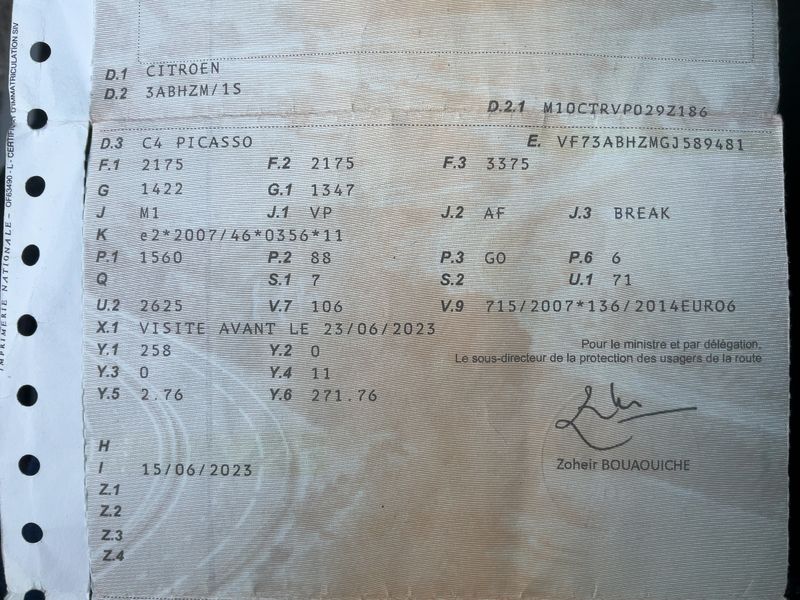 D.1 CITROEN
D.2 3ABHZM/1S
D.2.1 M10CTRVP029Z186
D.3 C4 PICASSO E. VF73ABHZMGJ589481
F.1 2175 F.2 2175 F.3 3375
G 1422 G.1 1347
J M1 J.1 VP J.2 AF J.3 BREAK
K e2*2007/46*0356*11
P.1 1560 P.2 88 P.3 GO P.6 6
Q S.1 7 S.2 U.1 71
U.2 2625 V.7 106 V.9 715/2007*136/2014EURO6
X.1 VISITE AVANT LE 23/06/2023
Y.1 258 Y.2 0
Y.3 0 Y.4 11
Y.5 2.76 Y.6 271.76
Pour le ministre et par délégation,
Le sous-directeur de la protection des usagers de la route
Zoheir BOUAOUICHE
H
I 15/06/2023
Z.1
Z.2
Z.3
Z.4
IMPRIMERIE NATIONALE – OF63490 - L - CERTIFICAT D'IMMATRICULATION SIV